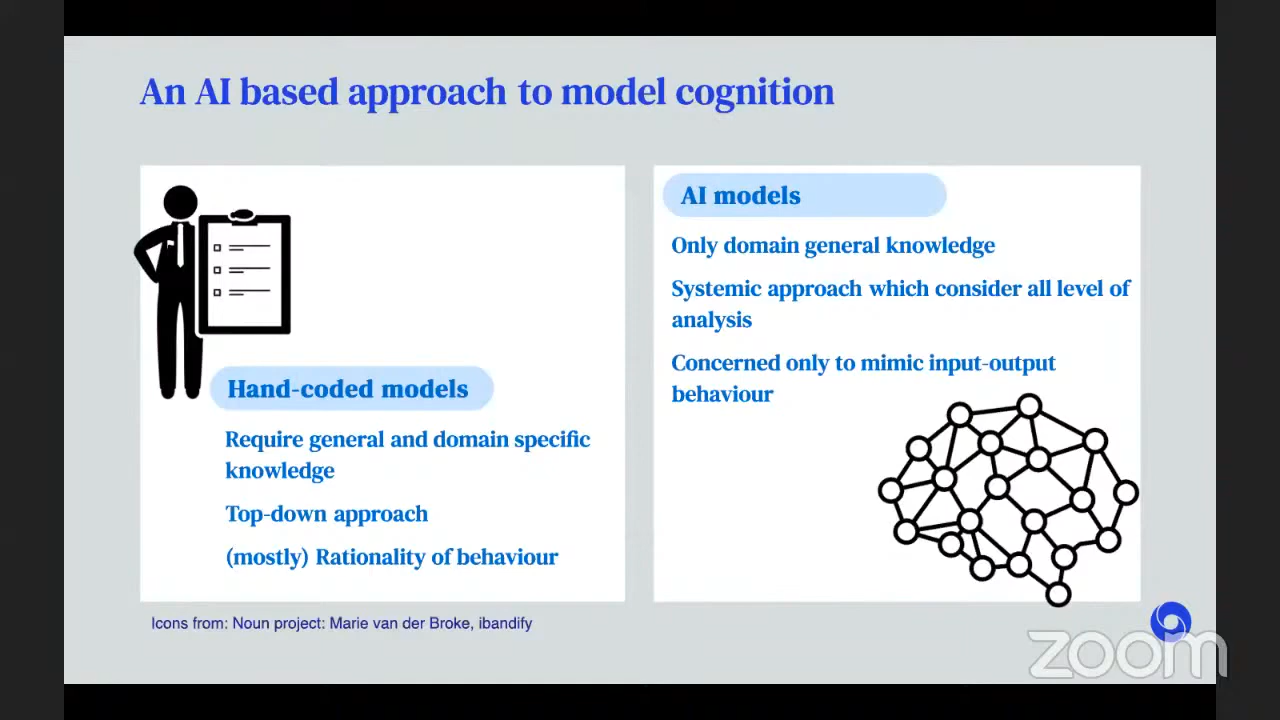 An AI based approach to model cognition
Hand-coded models
Require general and domain specific
knowledge
Top-down approach
(mostly) Rationality of behaviour
AI models
Only domain general knowledge
Systemic approach which consider all level of
analysis
Concerned only to mimic input-output
behaviour
Icons from: Noun project: Marie van der Broke, ibandify
zoom